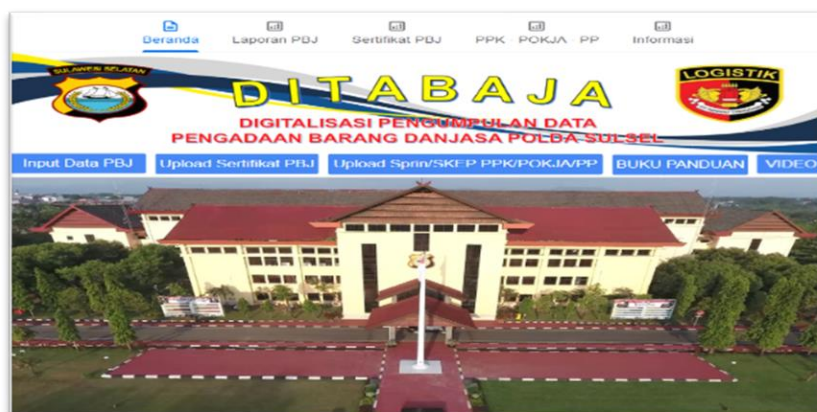 Beranda
Laporan PBJ
Sertifikat PBJ
PPK - POKJA PP
Informasi
SULAWESI SELATAN
LOGISTIK
DITABAJA
DIGITALISASI PENGUMPULAN DATA
PENGADAAN BARANG DANJASA POLDA SULSEL
Input Data PBJ
Upload Sertifikat PBJ
Upload Sprin/SKEP PPK/POKJA/PP
BUKU PANDUAN
VIDEO